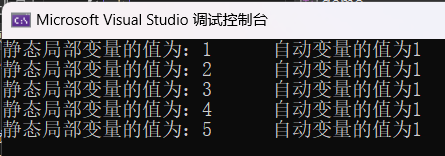 Microsoft Visual Studio 调试控制台
静态局部变量的值为：1 自动变量的值为1
静态局部变量的值为：2 自动变量的值为1
静态局部变量的值为：3 自动变量的值为1
静态局部变量的值为：4 自动变量的值为1
静态局部变量的值为：5 自动变量的值为1